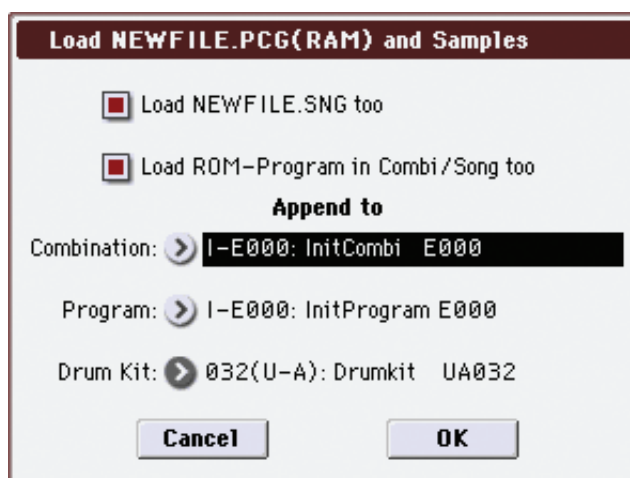 Load NEWFILE.PCG(RAM) and Samples
Load NEWFILE.SNG too
Load ROM-Program in Combi/Song too
Append to
Combination: I-E000: InitCombi E000
Program: I-E000: InitProgram E000
Drum Kit: 032(U-A): Drumkit UA032
Cancel OK